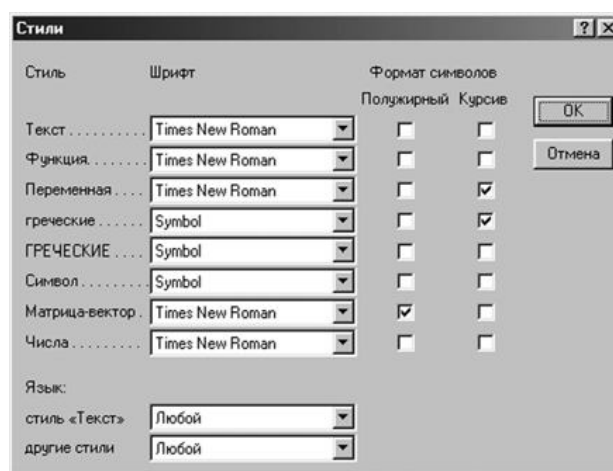 Стили
Стиль Шрифт Формат символов
Полужирный Курсив
OK
Текст . . . . . . . . . . Times New Roman
Функция. . . . . . . . Times New Roman
Отмена
Переменная . . . . Times New Roman
греческие . . . . . . Symbol
ГРЕЧЕСКИЕ . . . . Symbol
Символ . . . . . . . . Symbol
Матрица-вектор . Times New Roman
Числа . . . . . . . . . Times New Roman
Язык:
стиль «Текст» Любой
другие стили Любой